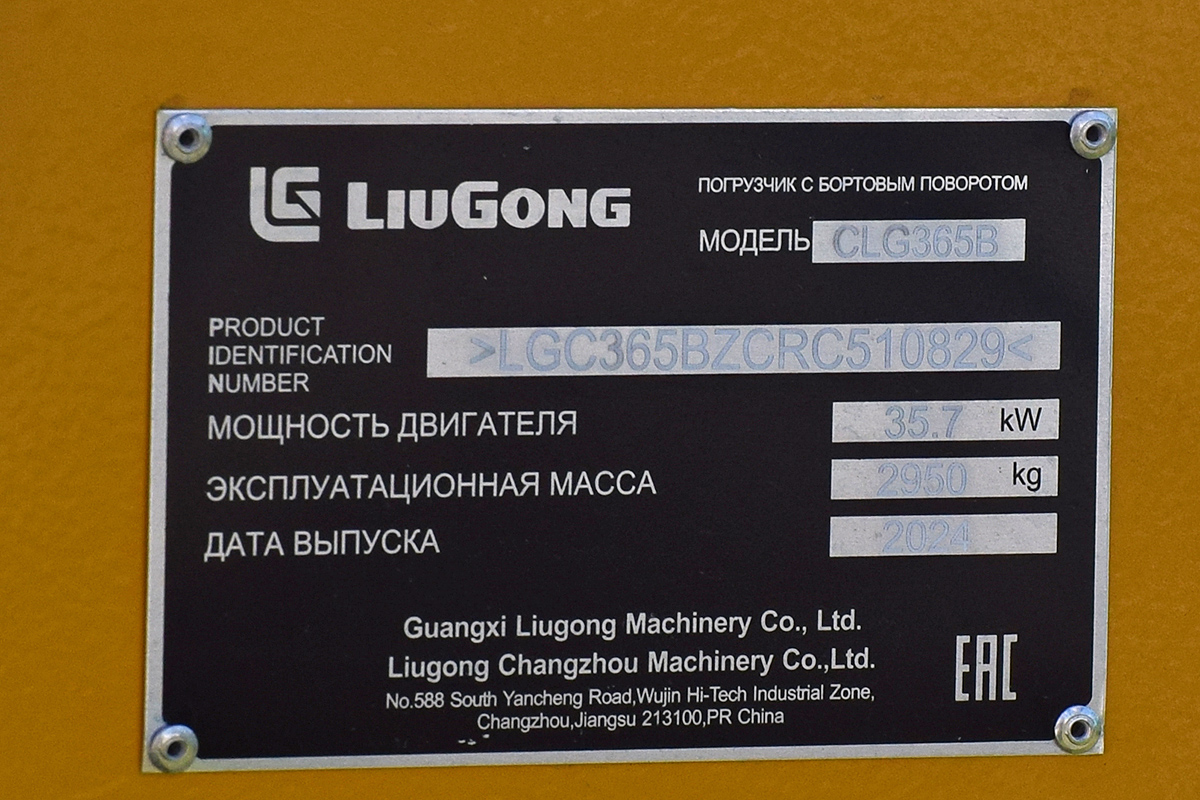 LG LIUGONG
ПОГРУЗЧИК С БОРТОВЫМ ПОВОРОТОМ
МОДЕЛЬ CLG365B
PRODUCT
IDENTIFICATION
NUMBER
>LGC365BZCRC510829<
МОЩНОСТЬ ДВИГАТЕЛЯ 35.7 kW
ЭКСПЛУАТАЦИОННАЯ МАССА 2950 kg
ДАТА ВЫПУСКА 2024
Guangxi Liugong Machinery Co., Ltd.
Liugong Changzhou Machinery Co.,Ltd.
No.588 South Yancheng Road,Wujin Hi-Tech Industrial Zone,
Changzhou,Jiangsu 213100,PR China
EAC